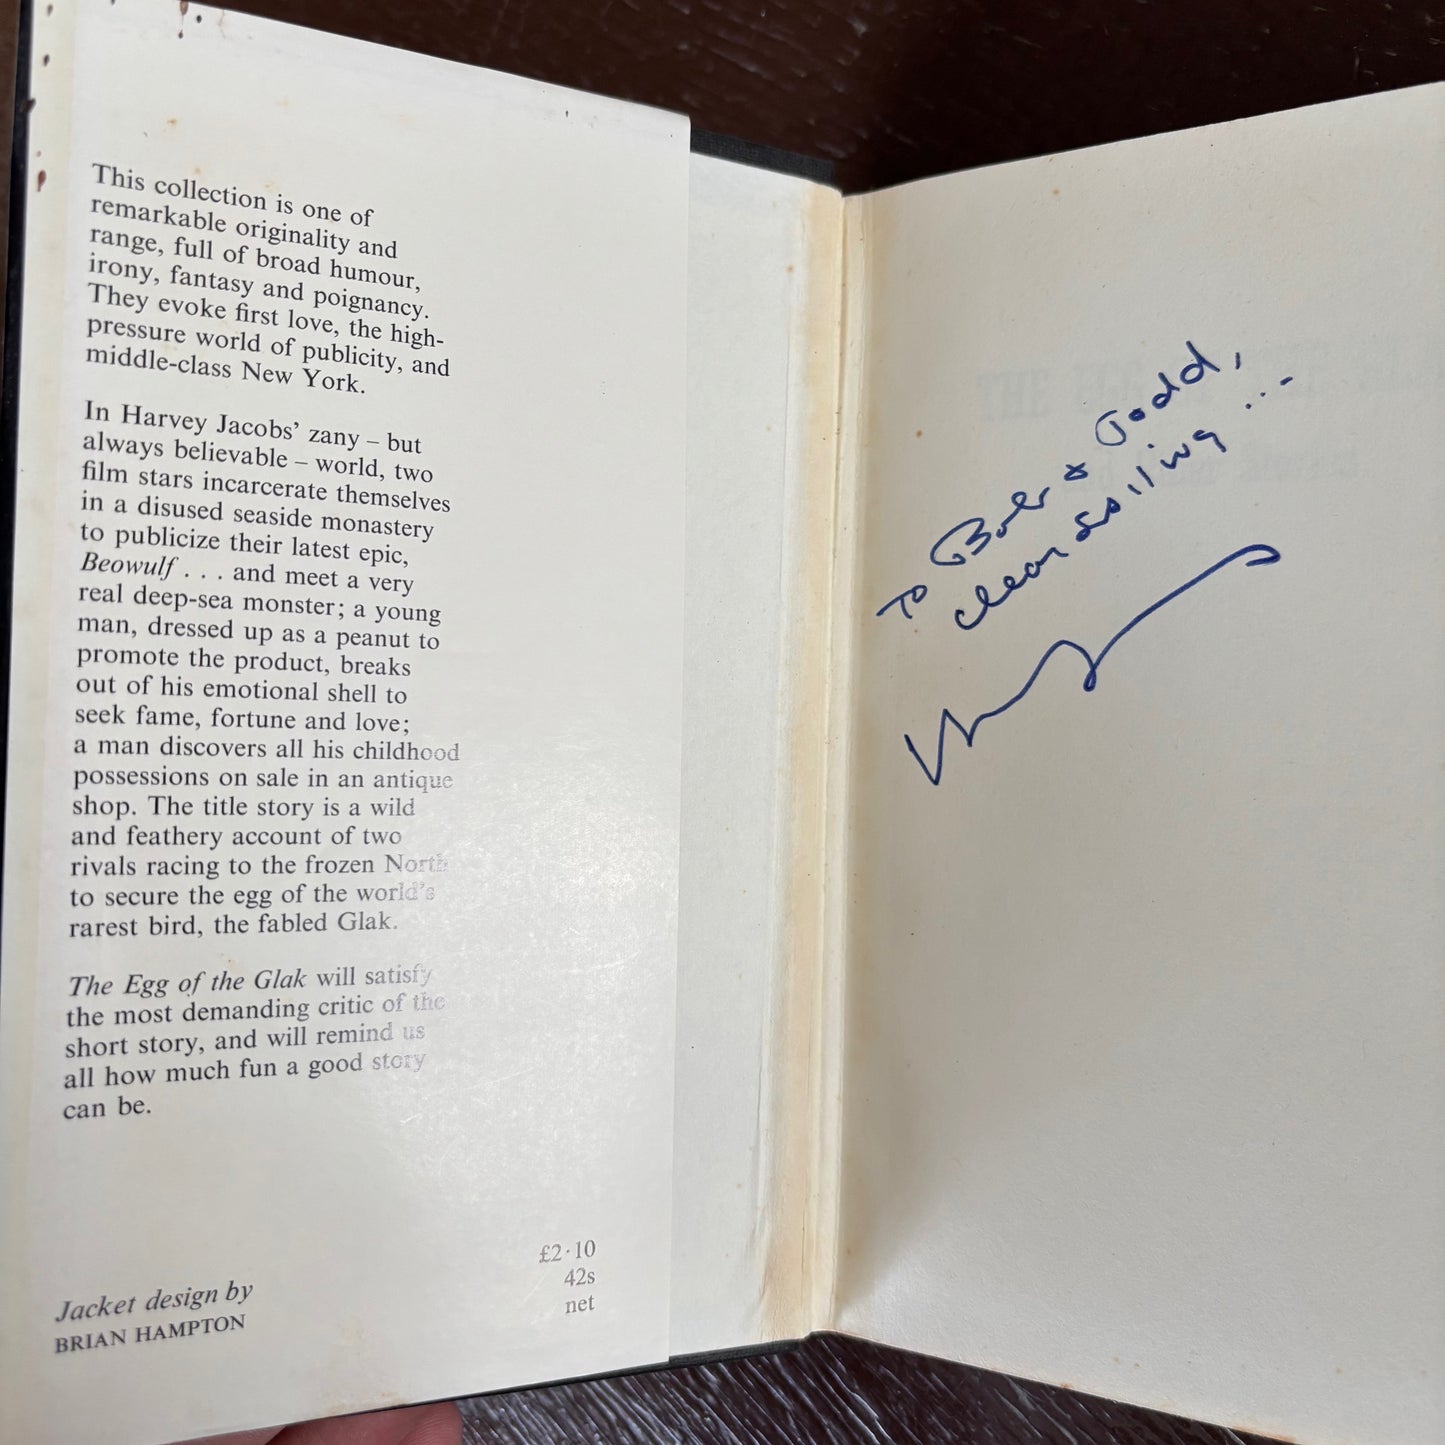 This collection is one of
remarkable originality and
range, full of broad humour,
irony, fantasy and poignancy.
They evoke first love, the high-
pressure world of publicity, and
middle-class New York.
In Harvey Jacobs' zany – but
always believable – world, two
film stars incarcerate themselves
in a disused seaside monastery
to publicize their latest epic,
Beowulf . . . and meet a very
real deep-sea monster; a young
man, dressed up as a peanut to
promote the product, breaks
out of his emotional shell to
seek fame, fortune and love;
a man discovers all his childhood
possessions on sale in an antique
shop. The title story is a wild
and feathery account of two
rivals racing to the frozen North
to secure the egg of the world's
rarest bird, the fabled Glak.
The Egg of the Glak will satisfy
the most demanding critic of the
short story, and will remind us
all how much fun a good story
can be.
£2·10
42s
net
Jacket design by
BRIAN HAMPTON
To & Todd,
clear sailing ...